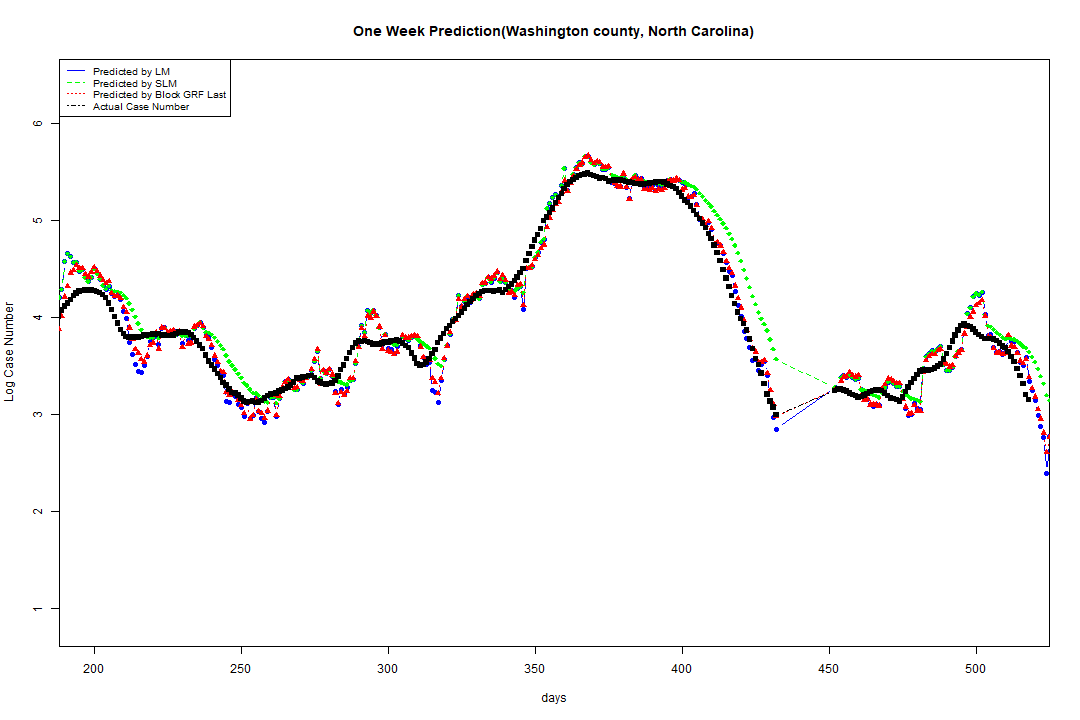 One Week Prediction(Washington county, North Carolina)
Predicted by LM
Predicted by SLM
Predicted by Block GRF Last
Actual Case Number
Log Case Number
6
5
4
3
2
1
200 250 300 350 400 450 500
days